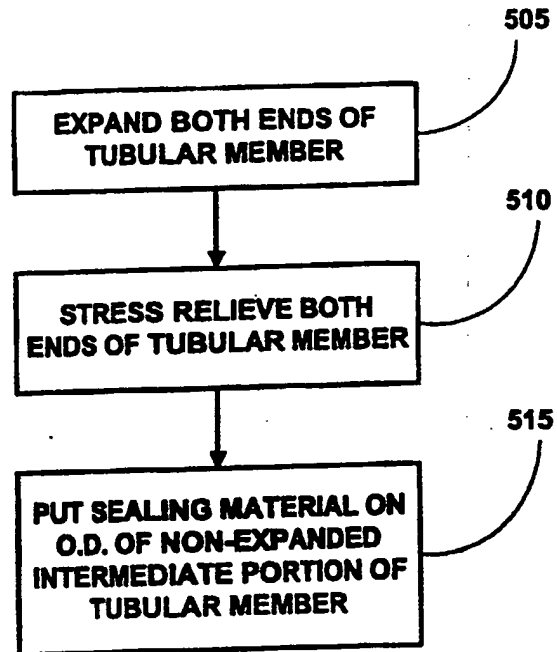 505
EXPAND BOTH ENDS OF
TUBULAR MEMBER
510
STRESS RELIEVE BOTH
ENDS OF TUBULAR MEMBER
515
PUT SEALING MATERIAL ON
O.D. OF NON-EXPANDED
INTERMEDIATE PORTION OF
TUBULAR MEMBER